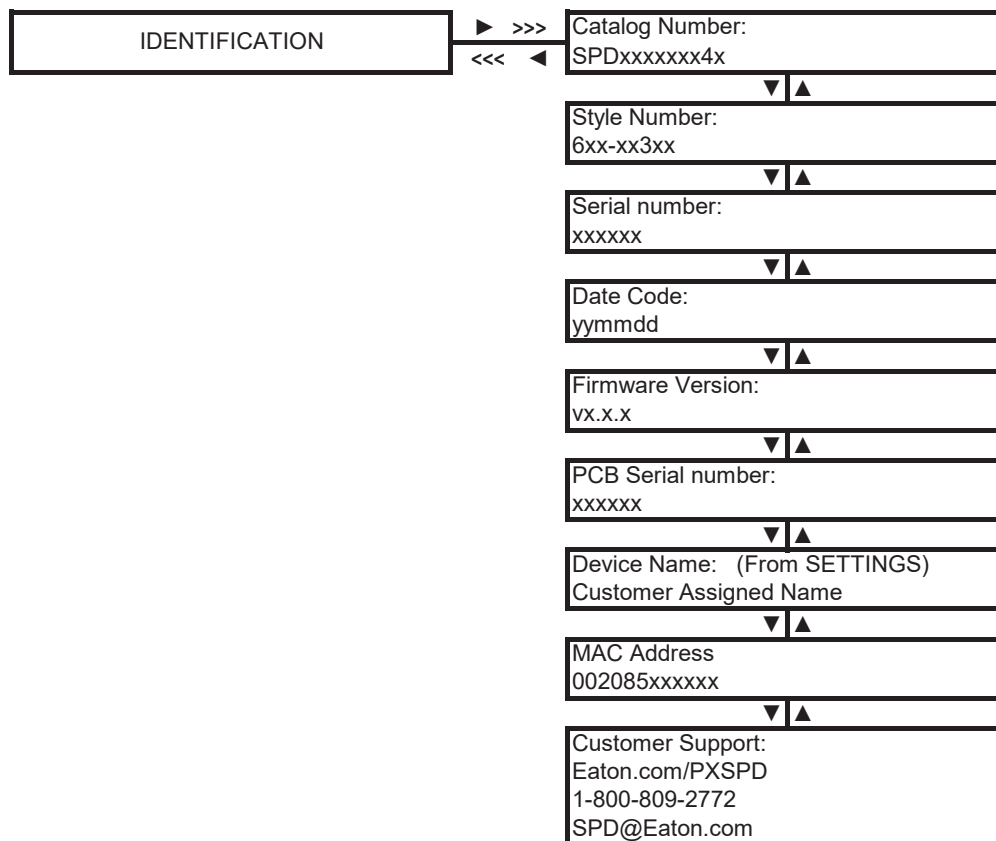 IDENTIFICATION
► >>>
<<< ◄
Catalog Number:
SPDxxxxxxx4x
▼ ▲
Style Number:
6xx-xx3xx
▼ ▲
Serial number:
xxxxxx
▼ ▲
Date Code:
yymmdd
▼ ▲
Firmware Version:
vx.x.x
▼ ▲
PCB Serial number:
xxxxxx
▼ ▲
Device Name: (From SETTINGS)
Customer Assigned Name
▼ ▲
MAC Address
002085xxxxxx
▼ ▲
Customer Support:
Eaton.com/PXSPD
1-800-809-2772
SPD@Eaton.com